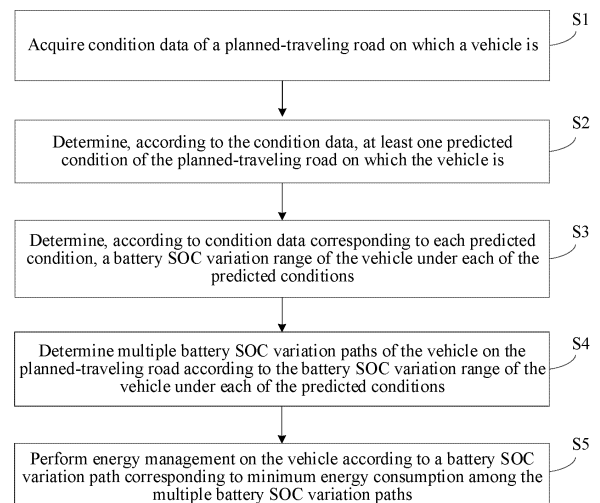 S1
Acquire condition data of a planned-traveling road on which a vehicle is
S2
Determine, according to the condition data, at least one predicted
condition of the planned-traveling road on which the vehicle is
S3
Determine, according to condition data corresponding to each predicted
condition, a battery SOC variation range of the vehicle under each of the
predicted conditions
S4
Determine multiple battery SOC variation paths of the vehicle on the
planned-traveling road according to the battery SOC variation range of the
vehicle under each of the predicted conditions
S5
Perform energy management on the vehicle according to a battery SOC
variation path corresponding to minimum energy consumption among the
multiple battery SOC variation paths